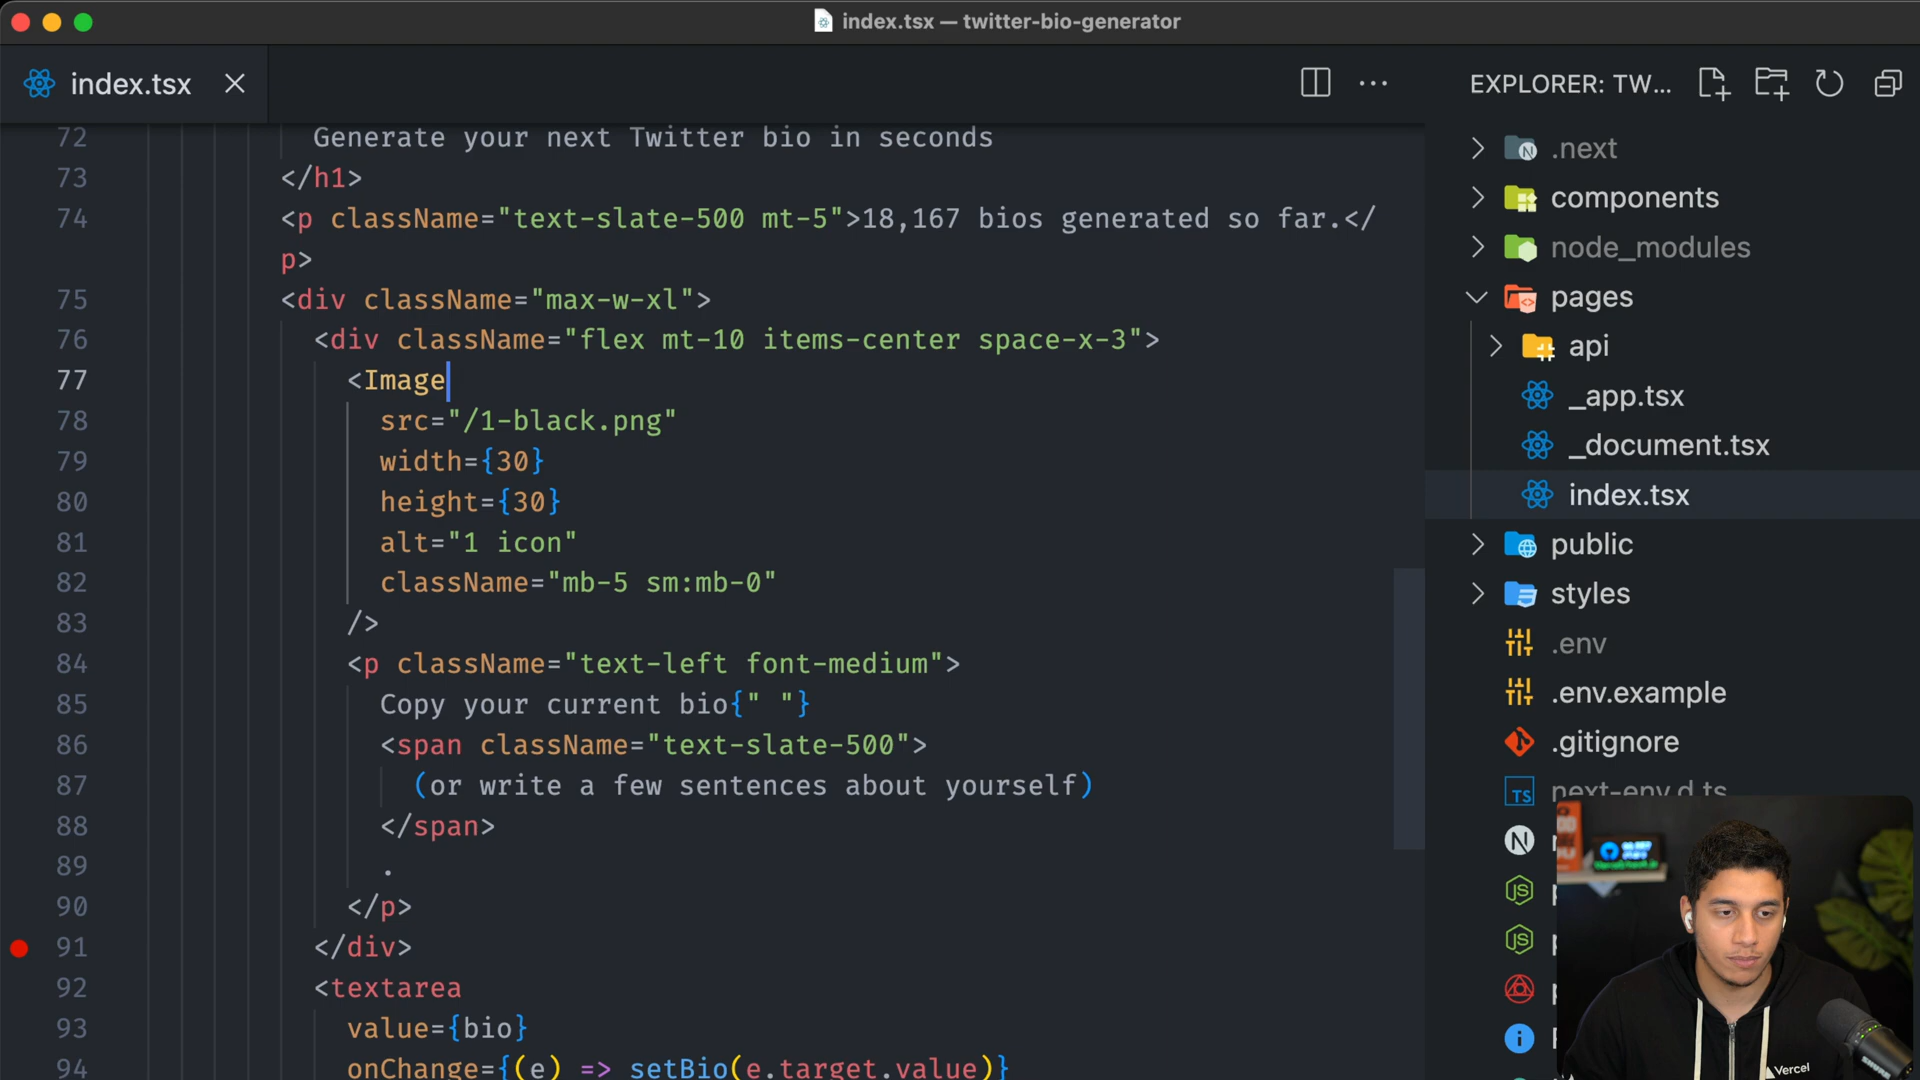 index.tsx — twitter-bio-generator
index.tsx
EXPLORER: TW...
72 Generate your next Twitter bio in seconds
73 </h1>
74 <p className="text-slate-500 mt-5">18,167 bios generated so far.</
p>
75 <div className="max-w-xl">
76 <div className="flex mt-10 items-center space-x-3">
77 <Image
78 src="/1-black.png"
79 width={30}
80 height={30}
81 alt="1 icon"
82 className="mb-5 sm:mb-0"
83 />
84 <p className="text-left font-medium">
85 Copy your current bio{" "}
86 <span className="text-slate-500">
87 (or write a few sentences about yourself)
88 </span>
89 .
90 </p>
91 </div>
92 <textarea
93 value={bio}
94 onChange={(e) => setBio(e.target.value)}
.next
components
node_modules
pages
api
_app.tsx
_document.tsx
index.tsx
public
styles
.env
.env.example
.gitignore
TS next-env.d.ts
N
JS
JS
Vercel